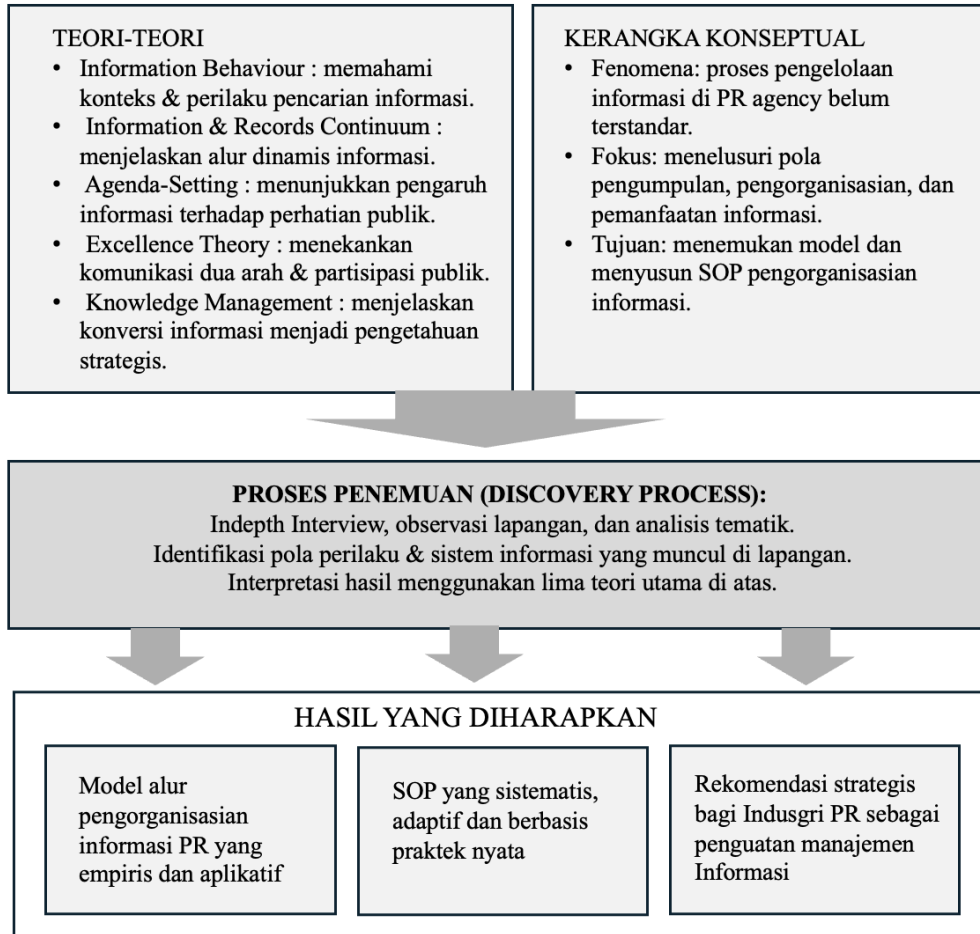 TEORI-TEORI
• Information Behaviour : memahami
konteks & perilaku pencarian informasi.
• Information & Records Continuum :
menjelaskan alur dinamis informasi.
• Agenda-Setting : menunjukkan pengaruh
informasi terhadap perhatian publik.
• Excellence Theory : menekankan
komunikasi dua arah & partisipasi publik.
• Knowledge Management : menjelaskan
konversi informasi menjadi pengetahuan
strategis.
KERANGKA KONSEPTUAL
• Fenomena: proses pengelolaan
informasi di PR agency belum
terstandar.
• Fokus: menelusuri pola
pengumpulan, pengorganisasian, dan
pemanfaatan informasi.
• Tujuan: menemukan model dan
menyusun SOP pengorganisasian
informasi.
PROSES PENEMUAN (DISCOVERY PROCESS):
Indepth Interview, observasi lapangan, dan analisis tematik.
Identifikasi pola perilaku & sistem informasi yang muncul di lapangan.
Interpretasi hasil menggunakan lima teori utama di atas.
HASIL YANG DIHARAPKAN
Model alur
pengorganisasian
informasi PR yang
empiris dan aplikatif
SOP yang sistematis,
adaptif dan berbasis
praktek nyata
Rekomendasi strategis
bagi Indusgri PR sebagai
penguatan manajemen
Informasi